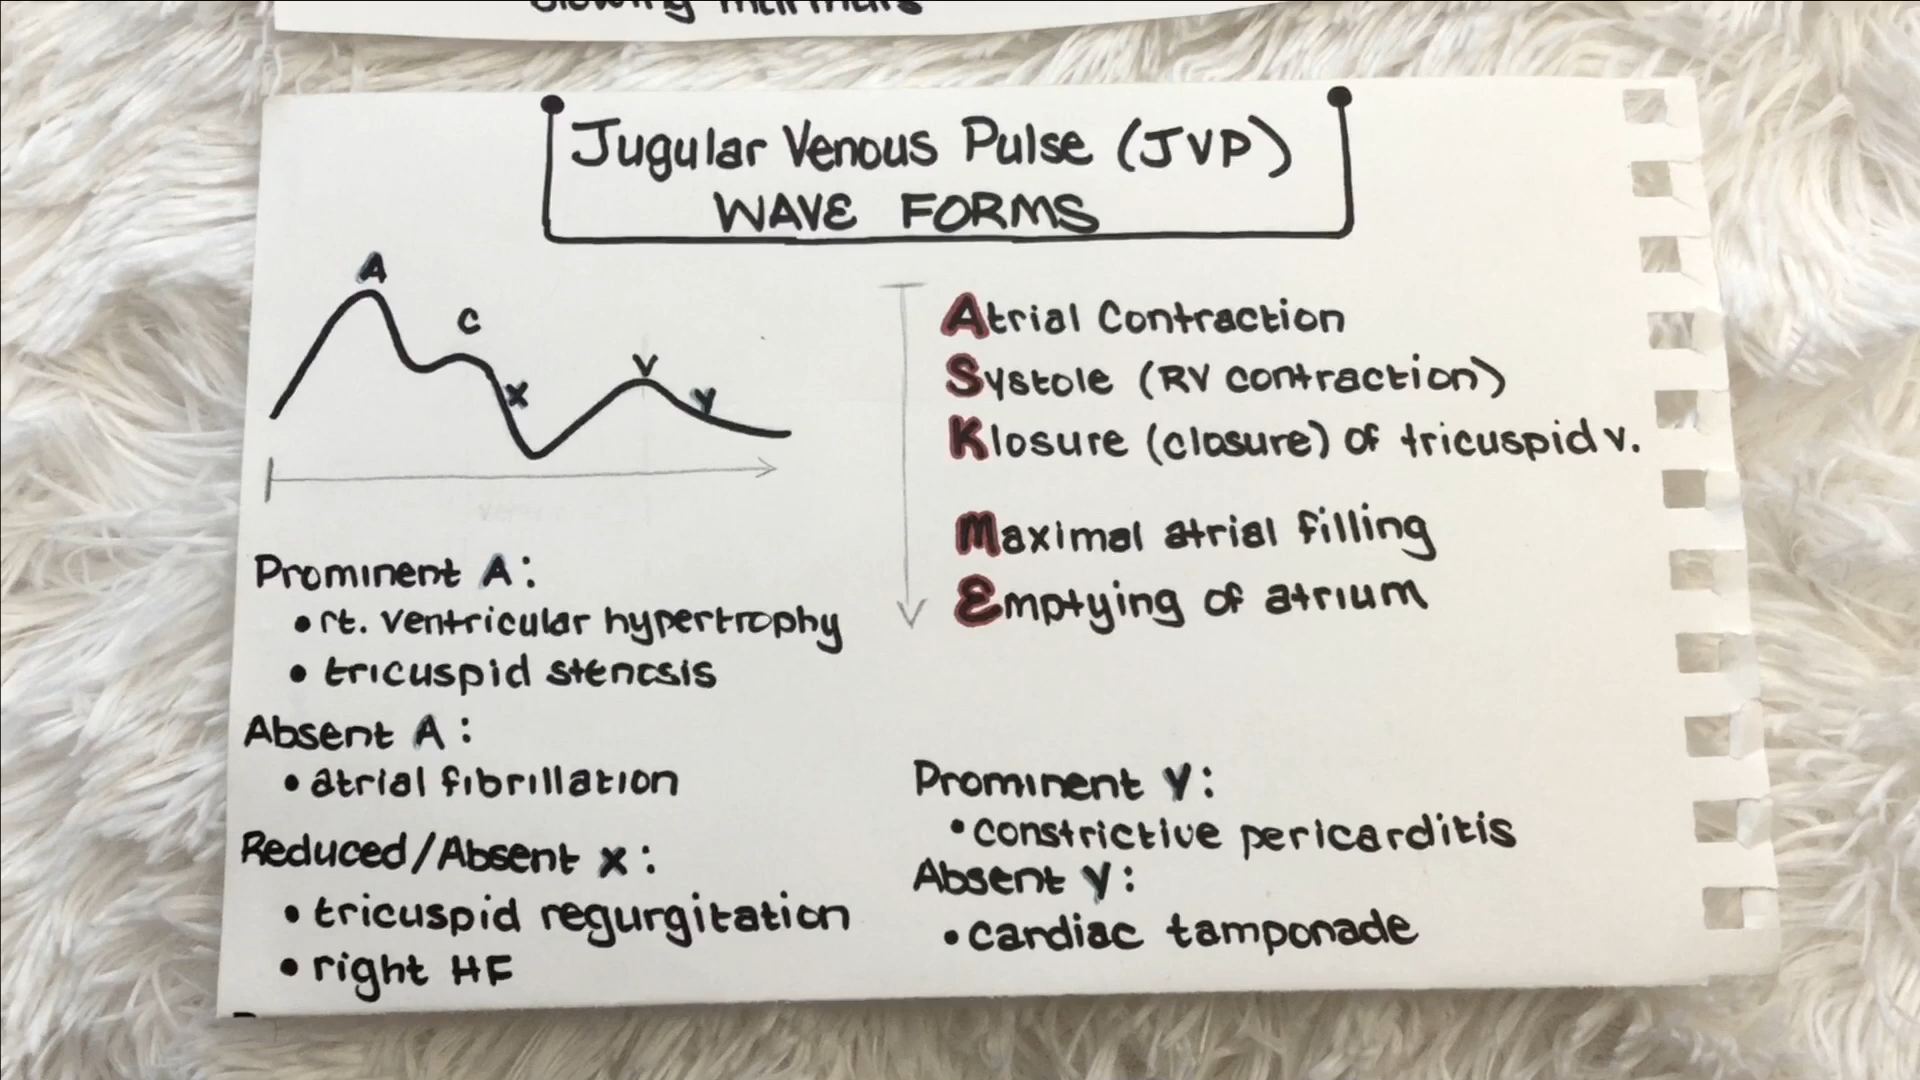 Jugular Venous Pulse (JVP)
WAVE FORMS
A
C
X
V
Y
Atrial Contraction
Systole (RV contraction)
Klosure (closure) of tricuspid v.
Maximal atrial filling
Emptying of atrium
Prominent A:
• rt. ventricular hypertrophy
• tricuspid stenosis
Absent A:
• atrial fibrillation
Reduced/Absent x:
• tricuspid regurgitation
• right HF
Prominent Y:
• constrictive pericarditis
Absent Y:
• cardiac tamponade